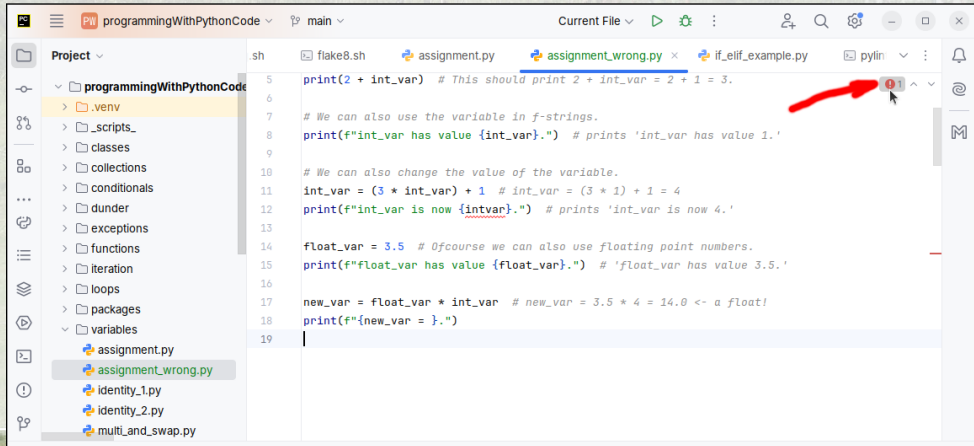 PC PW programmingWithPythonCode main Current File
Project
.sh flake8.sh assignment.py assignment_wrong.py if_elif_example.py pylin
programmingWithPythonCode
.venv
_scripts_
classes
collections
conditionals
dunder
exceptions
functions
iteration
loops
packages
variables
assignment.py
assignment_wrong.py
identity_1.py
identity_2.py
multi_and_swap.py
1
5 print(2 + int_var) # This should print 2 + int_var = 2 + 1 = 3.
6
7 # We can also use the variable in f-strings.
8 print(f"int_var has value {int_var}.") # prints 'int_var has value 1.'
9
10 # We can also change the value of the variable.
11 int_var = (3 * int_var) + 1 # int_var = (3 * 1) + 1 = 4
12 print(f"int_var is now {intvar}.") # prints 'int_var is now 4.'
13
14 float_var = 3.5 # Ofcourse we can also use floating point numbers.
15 print(f"float_var has value {float_var}.") # 'float_var has value 3.5.'
16
17 new_var = float_var * int_var # new_var = 3.5 * 4 = 14.0 <- a float!
18 print(f"{new_var = }.")
19